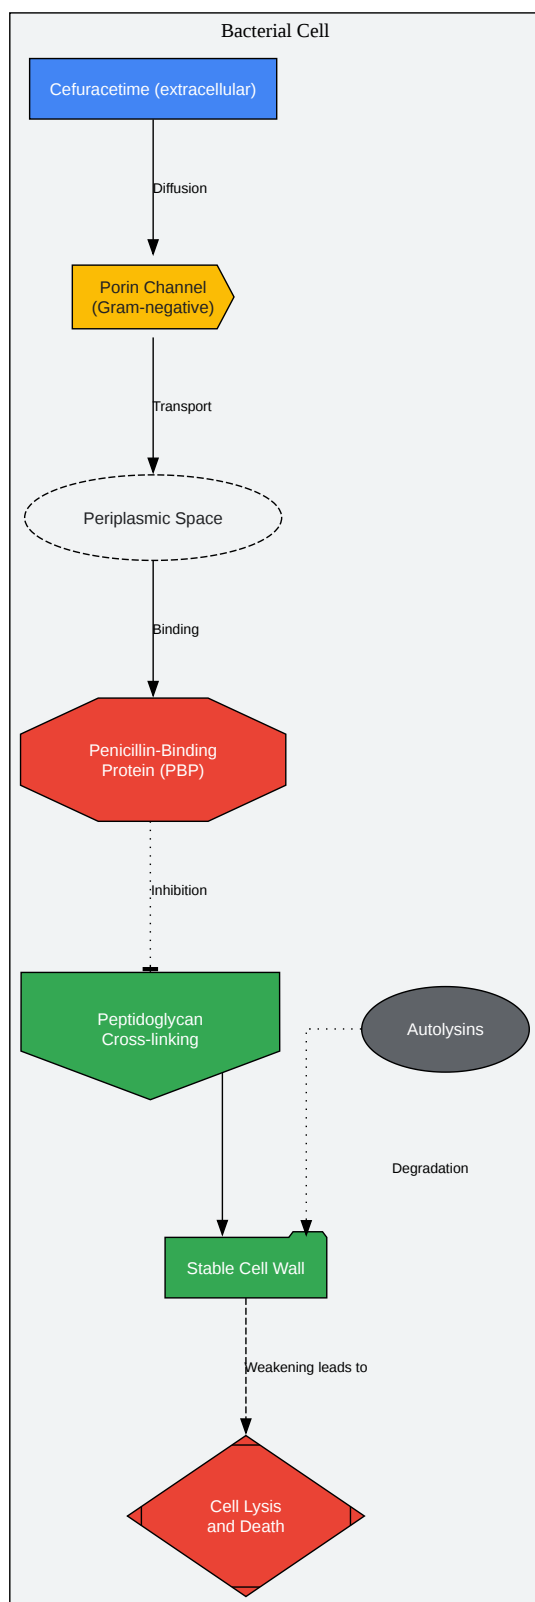 Bacterial Cell
Cefuracetime (extracellular)
Diffusion
Porin Channel
(Gram-negative)
Transport
Periplasmic Space
Binding
Penicillin-Binding
Protein (PBP)
Inhibition
Peptidoglycan
Cross-linking
Autolysins
Degradation
Stable Cell Wall
Weakening leads to
Cell Lysis
and Death